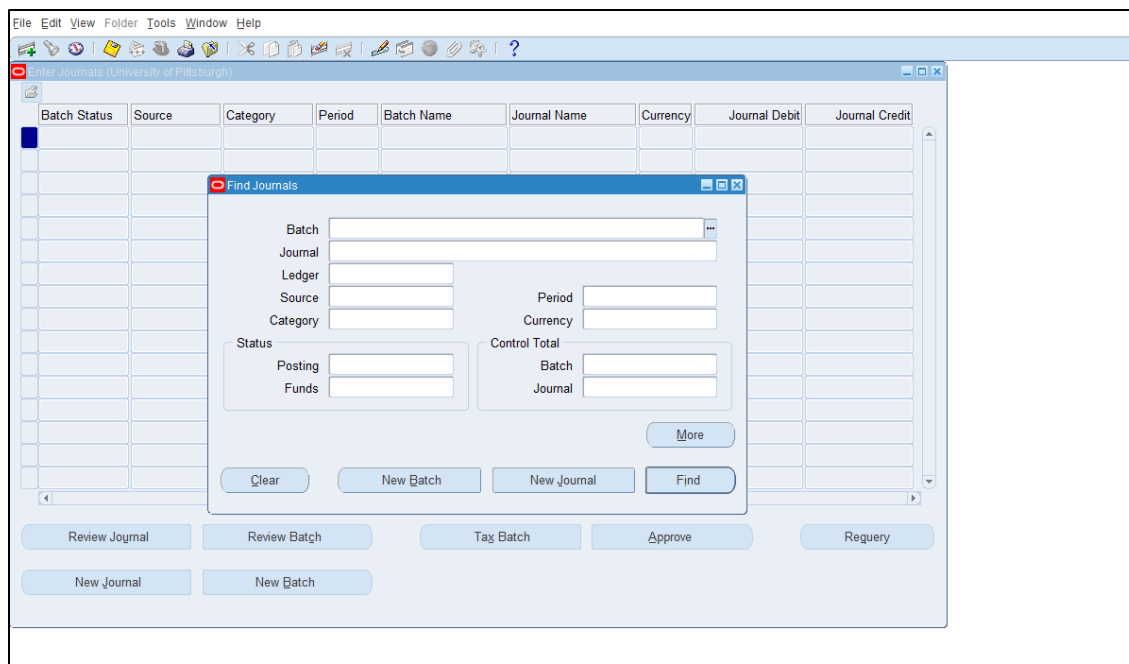 File Edit View Folder Tools Window Help
?
Enter Journals (University of Pittsburgh)
Batch Status Source Category Period Batch Name Journal Name Currency Journal Debit Journal Credit
Find Journals
Batch
...
Journal
Ledger
Source Period
Category Currency
Status Control Total
Posting Batch
Funds Journal
More
Clear New Batch New Journal Find
Review Journal Review Batch Tax Batch Approve Requery
New Journal New Batch